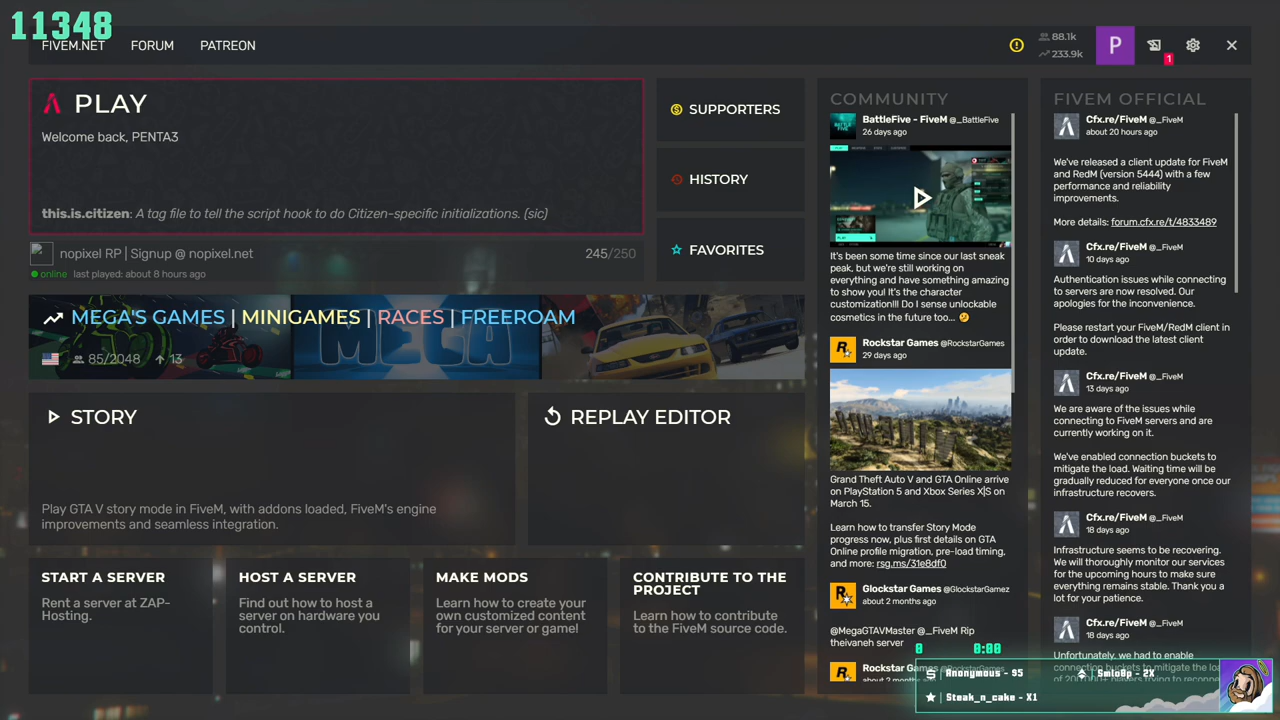 11348
FIVEM.NET
FORUM
PATREON
88.1k
233.9k
P
1
PLAY
Welcome back, PENTA3
this.is.citizen: A tag file to tell the script hook to do Citizen-specific initializations. (sic)
nopixel RP | Signup @ nopixel.net
245/250
online
last played: about 8 hours ago
SUPPORTERS
HISTORY
FAVORITES
MEGA'S GAMES | MINIGAMES | RACES | FREEROAM
85/2048
13
MEGA
STORY
Play GTA V story mode in FiveM, with addons loaded, FiveM's engine
improvements and seamless integration.
REPLAY EDITOR
START A SERVER
Rent a server at ZAP-
Hosting.
HOST A SERVER
Find out how to host a
server on hardware you
control.
MAKE MODS
Learn how to create your
own customized content
for your server or game!
CONTRIBUTE TO THE
PROJECT
Learn how to contribute
to the FiveM source code.
COMMUNITY
BattleFive - FiveM @_BattleFive
26 days ago
It's been some time since our last sneak
peak, but we're still working on
everything and have something amazing
to show you! It's the character
customization!!! Do I sense unlockable
cosmetics in the future too... 🤔
Rockstar Games @RockstarGames
29 days ago
Grand Theft Auto V and GTA Online arrive
on PlayStation 5 and Xbox Series X|S on
March 15.
Learn how to transfer Story Mode
progress now, plus first details on GTA
Online profile migration, pre-load timing,
and more: rsg.ms/31e8df0
Glockstar Games @GlockstarGamez
about 2 months ago
@MegaGTAVMaster @_FiveM Rip
theivaneh server
Rockstar Games @RockstarGames
about 2 months ago
FIVEM OFFICIAL
Cfx.re/FiveM @_FiveM
about 20 hours ago
We've released a client update for FiveM
and RedM (version 5444) with a few
performance and reliability
improvements.
More details: forum.cfx.re/t/4833489
Cfx.re/FiveM @_FiveM
10 days ago
Authentication issues while connecting
to servers are now resolved. Our
apologies for the inconvenience.
Please restart your FiveM/RedM client in
order to download the latest client
update.
Cfx.re/FiveM @_FiveM
13 days ago
We are aware of the issues while
connecting to FiveM servers and are
currently working on it.
We've enabled connection buckets to
mitigate the load. Waiting time will be
gradually reduced for everyone once our
infrastructure recovers.
Cfx.re/FiveM @_FiveM
18 days ago
Infrastructure seems to be recovering.
We will thoroughly monitor our services
for the upcoming hours to make sure
everything remains stable. Thank you a
lot for your patience.
Cfx.re/FiveM @_FiveM
18 days ago
Unfortunately, we had to enable
connection buckets to mitigate the load
0
0:00
Anonymous - 95
Smlo8p - 2X
Steak_n_cake - X1